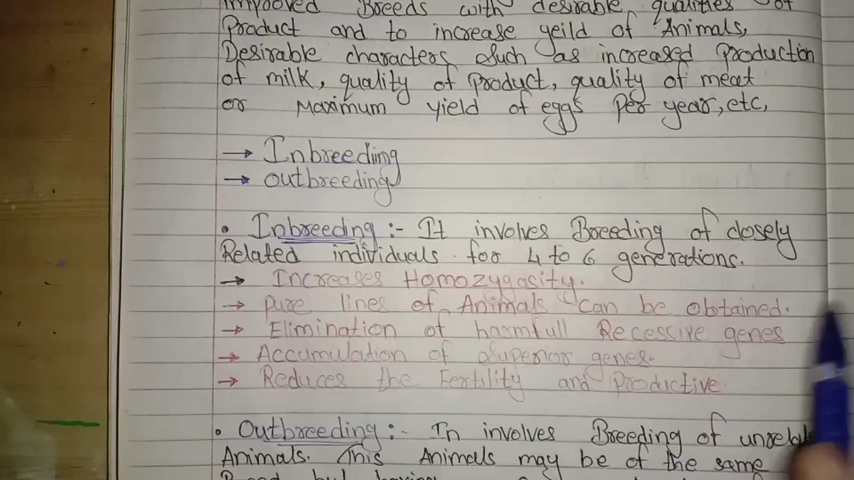 Improved Breeds with desirable qualities of
Product and to increase yeild of Animals,
Desirable characters Such as increased production
of milk, quality of product, quality of meat
or Maximum yield of eggs Per year, etc,
→ Inbreeding
→ outbreeding
• Inbreeding :- It involves Breeding of closely
Related individuals for 4 to 6 generations.
→ Increases Homozygosity.
→ Pure lines of Animals can be obtained.
→ Elimination of harmfull Recessive genes
→ Accumulation of Superior genes.
→ Reduces the Fertility and Productive.
• Outbreeding :- In involves Breeding of
Animals. This Animals may be of the same